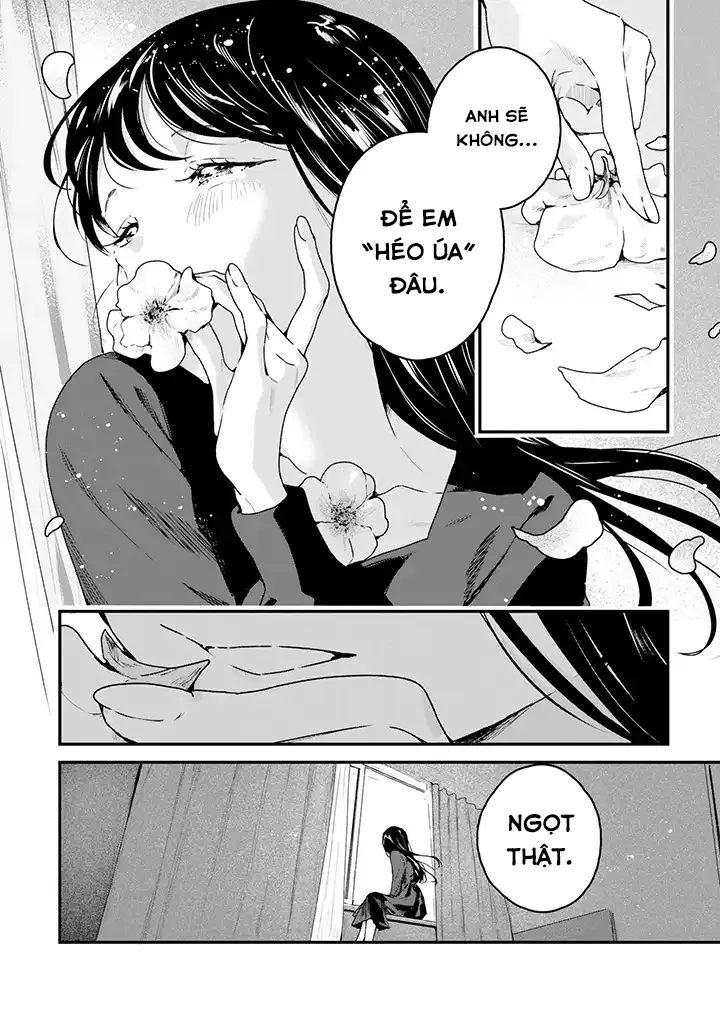 ANH SẼ
KHÔNG...
ĐỂ EM
"HÉO ÚA"
ĐÂU.
NGỌT
THẬT.